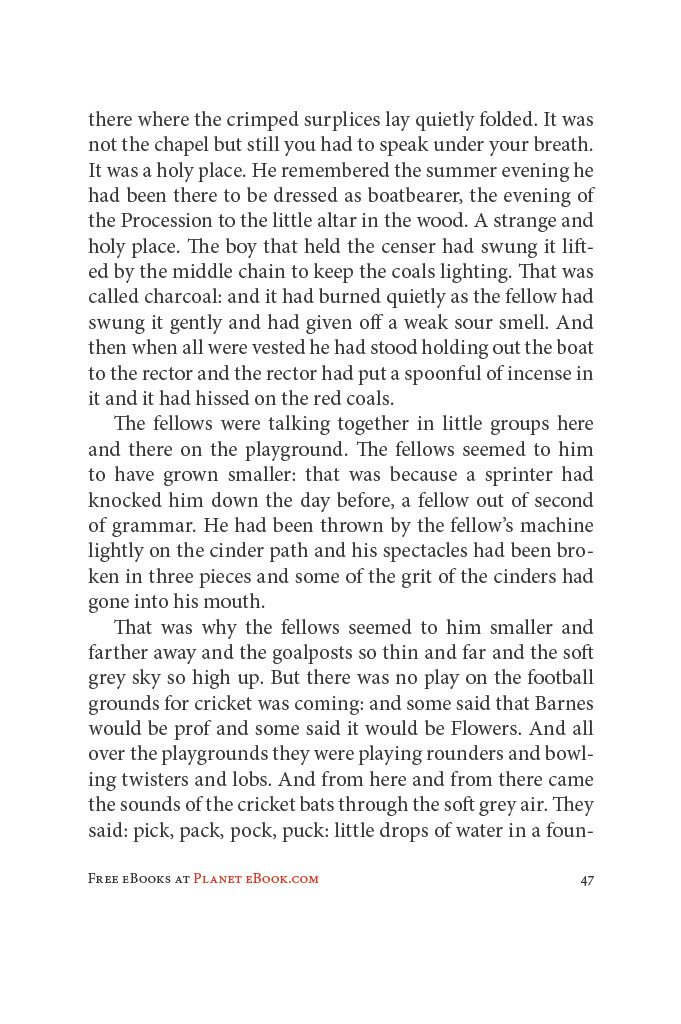 there where the crimped surplices lay quietly folded. It was
not the chapel but still you had to speak under your breath.
It was a holy place. He remembered the summer evening he
had been there to be dressed as boatbearer, the evening of
the Procession to the little altar in the wood. A strange and
holy place. The boy that held the censer had swung it lift-
ed by the middle chain to keep the coals lighting. That was
called charcoal: and it had burned quietly as the fellow had
swung it gently and had given off a weak sour smell. And
then when all were vested he had stood holding out the boat
to the rector and the rector had put a spoonful of incense in
it and it had hissed on the red coals.
The fellows were talking together in little groups here
and there on the playground. The fellows seemed to him
to have grown smaller: that was because a sprinter had
knocked him down the day before, a fellow out of second
of grammar. He had been thrown by the fellow’s machine
lightly on the cinder path and his spectacles had been bro-
ken in three pieces and some of the grit of the cinders had
gone into his mouth.
That was why the fellows seemed to him smaller and
farther away and the goalposts so thin and far and the soft
grey sky so high up. But there was no play on the football
grounds for cricket was coming: and some said that Barnes
would be prof and some said it would be Flowers. And all
over the playgrounds they were playing rounders and bowl-
ing twisters and lobs. And from here and from there came
the sounds of the cricket bats through the soft grey air. They
said: pick, pack, pock, puck: little drops of water in a foun-
Free eBooks at Planet eBook.com 47